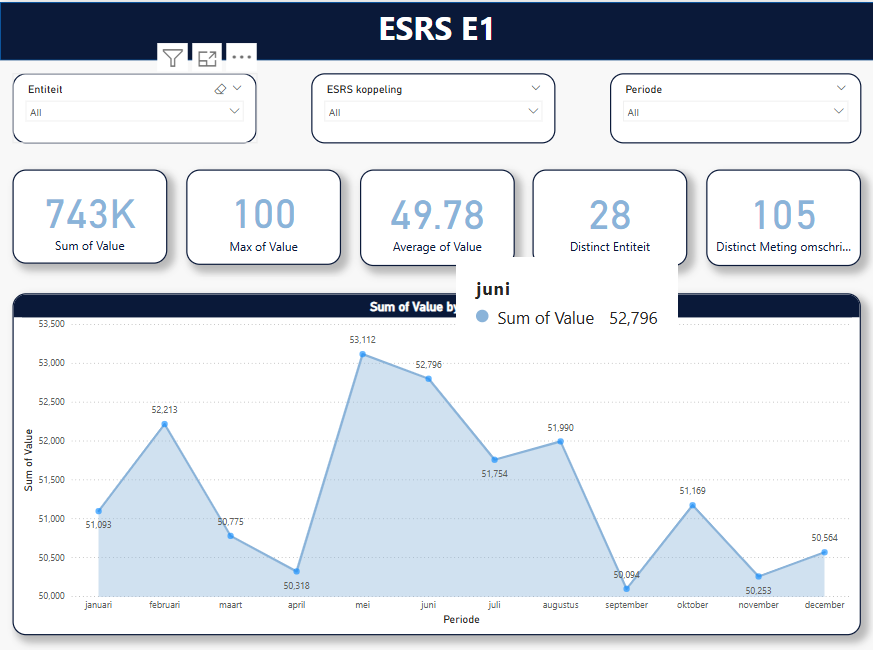 ESRS E1
Entiteit
All
ESRS koppeling
All
Periode
All
743K
Sum of Value
100
Max of Value
49.78
Average of Value
28
Distinct Entiteit
105
Distinct Meting omschri...
juni
Sum of Value 52,796
Sum of Value by
53,500
53,000
52,500
52,000
51,500
51,000
50,500
50,000
Sum of Value
51,093
52,213
50,775
50,318
53,112
52,796
51,754
51,990
50,094
51,169
50,253
50,564
januari februari maart april mei juni juli augustus september oktober november december
Periode